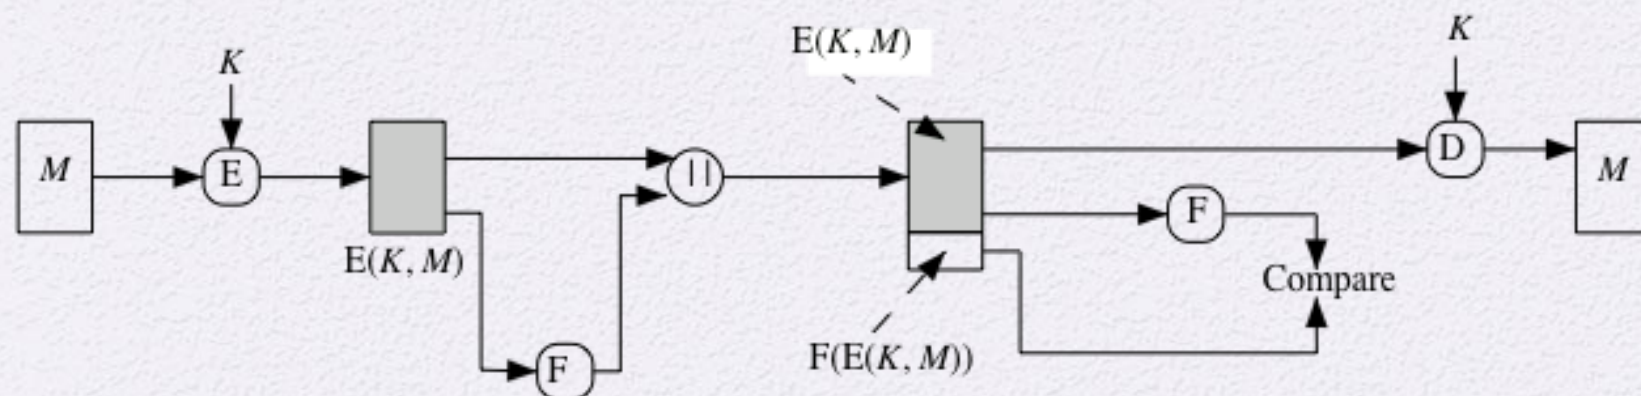 K
M
E
E(K, M)
F
||
E(K, M)
F(E(K, M))
F
Compare
K
D
M